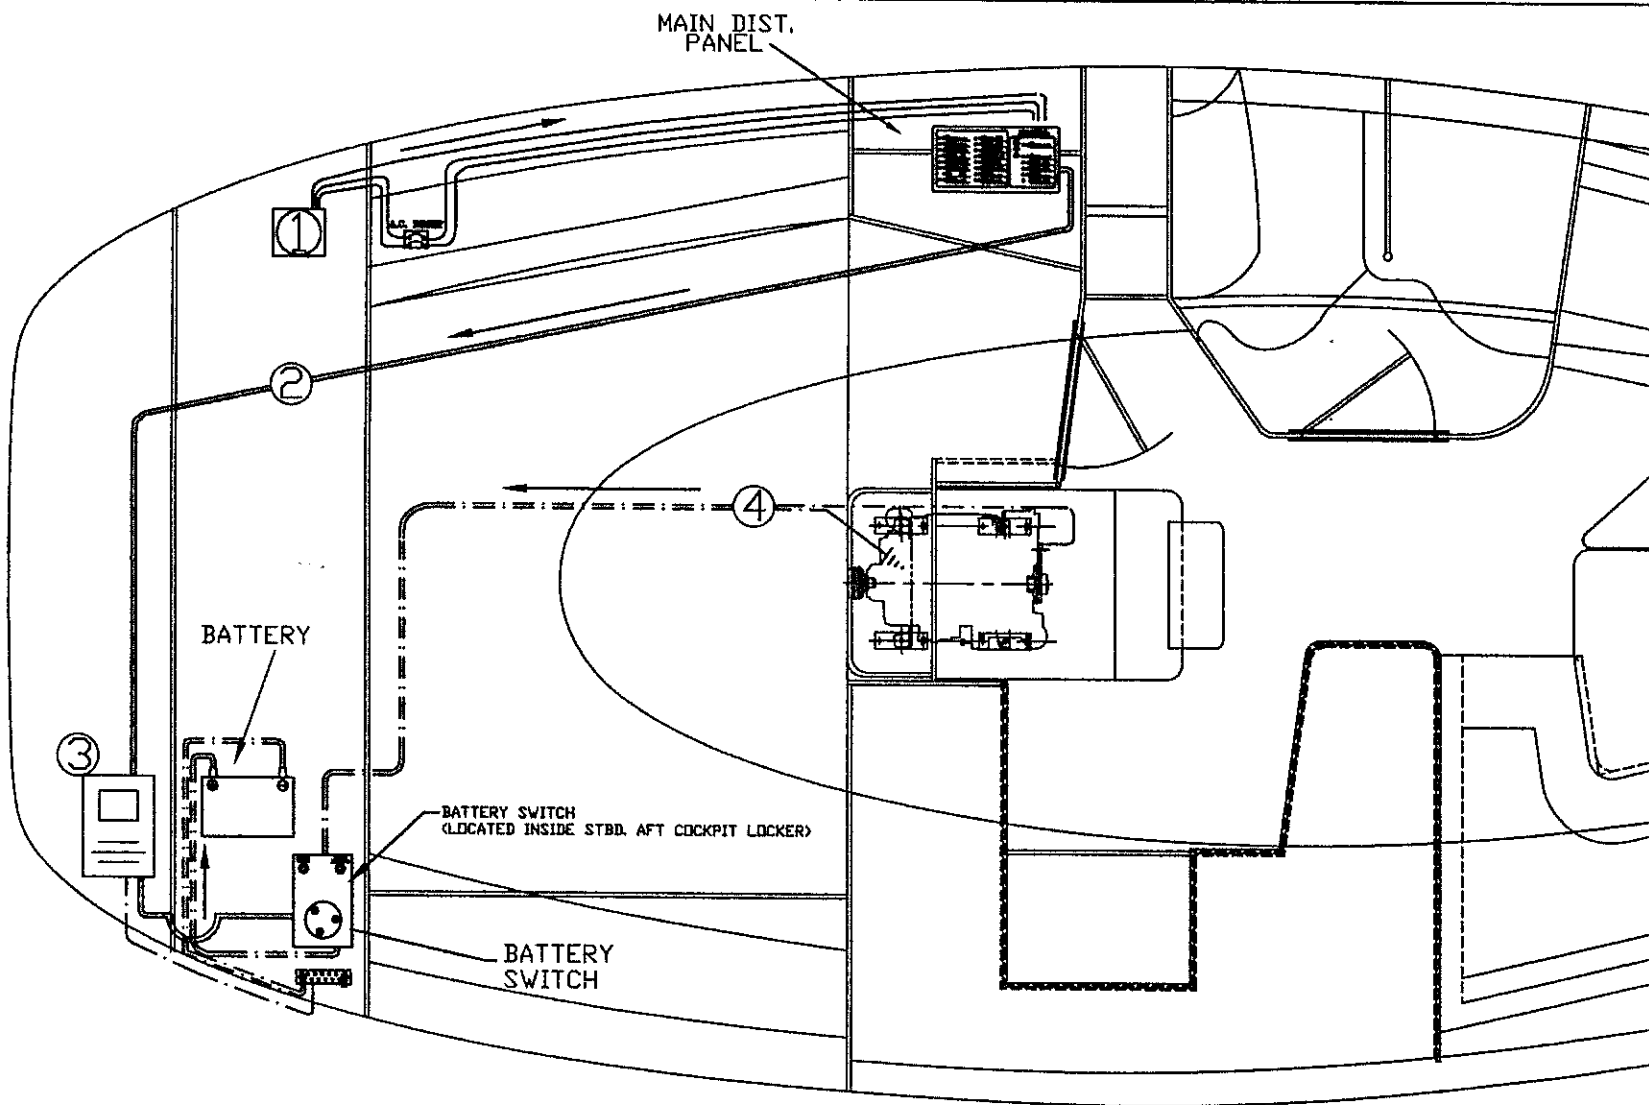 MAIN DIST.
PANEL
1
2
4
BATTERY
3
BATTERY SWITCH
(LOCATED INSIDE STBD. AFT COCKPIT LOCKER)
BATTERY
SWITCH